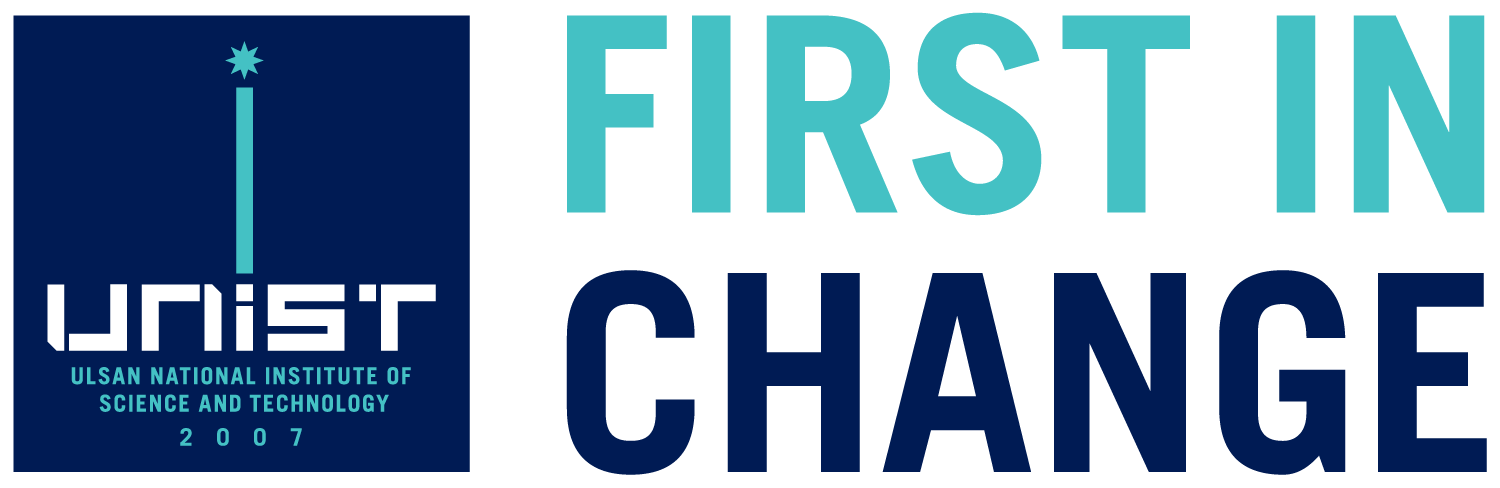 UNIST
ULSAN NATIONAL INSTITUTE OF
SCIENCE AND TECHNOLOGY
2007
FIRST IN
CHANGE